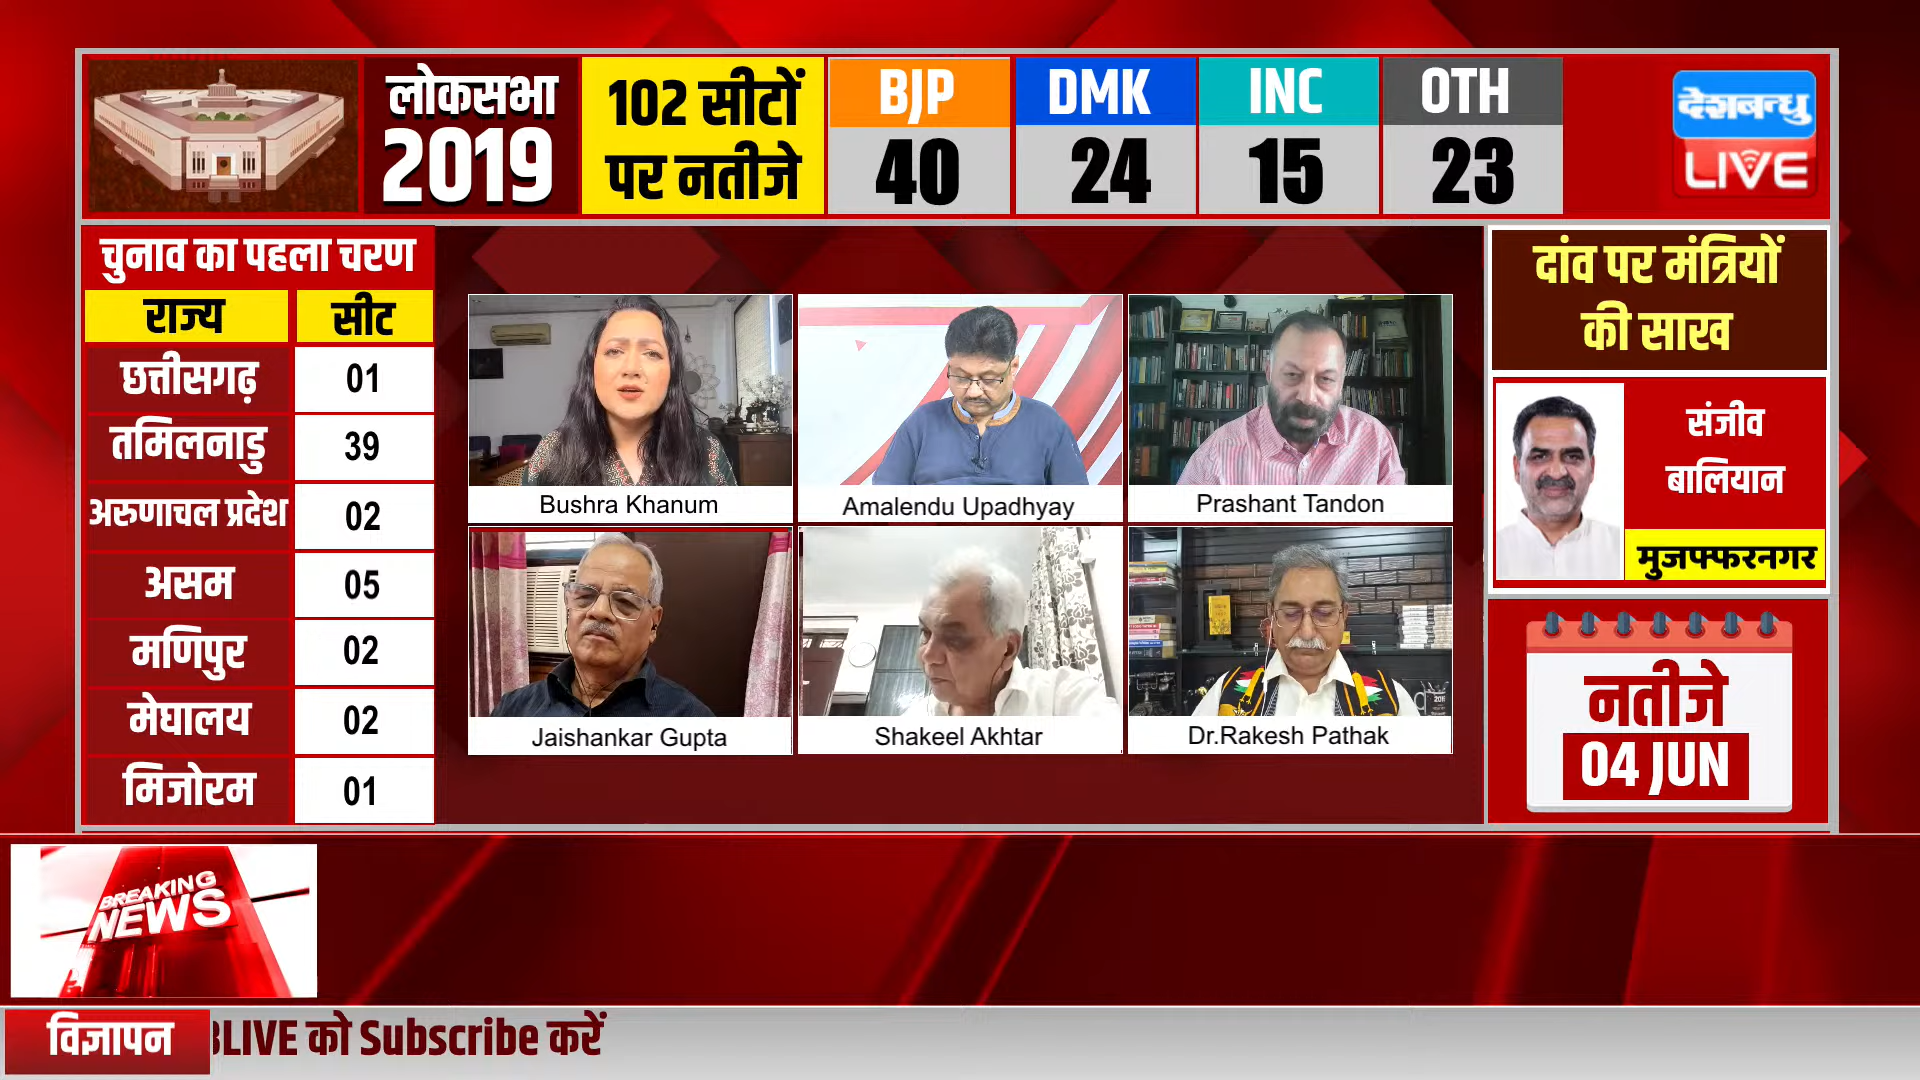 लोकसभा
2019
102 सीटों
पर नतीजे
BJP
40
DMK
24
INC
15
OTH
23
देशबन्धु
LIVE
चुनाव का पहला चरण
राज्य सीट
छत्तीसगढ़ 01
तमिलनाडु 39
अरुणाचल प्रदेश 02
असम 05
मणिपुर 02
मेघालय 02
मिजोरम 01
Bushra Khanum
Amalendu Upadhyay
Prashant Tandon
Jaishankar Gupta
Shakeel Akhtar
Dr.Rakesh Pathak
दांव पर मंत्रियों
की साख
संजीव
बालियान
मुजफ्फरनगर
नतीजे
04 JUN
BREAKING
NEWS
विज्ञापन
BLIVE को Subscribe करें